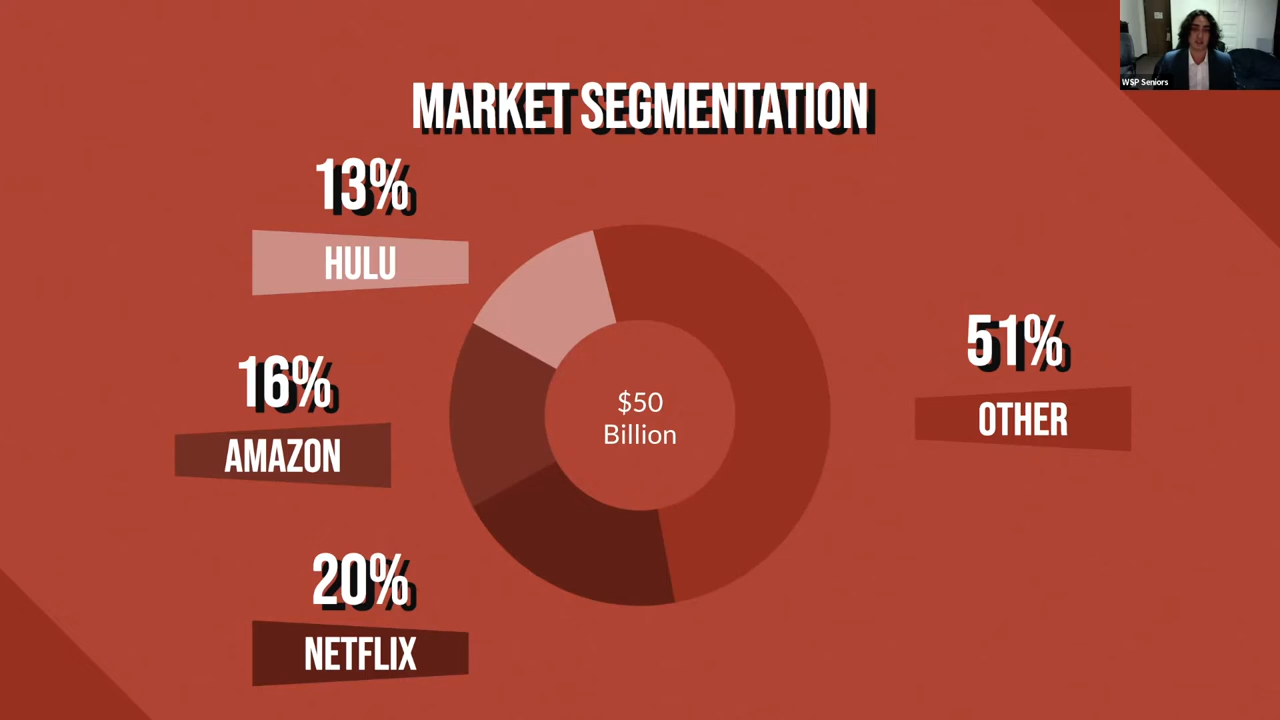 WSP Seniors
MARKET SEGMENTATION
13%
HULU
16%
AMAZON
20%
NETFLIX
$50
Billion
51%
OTHER